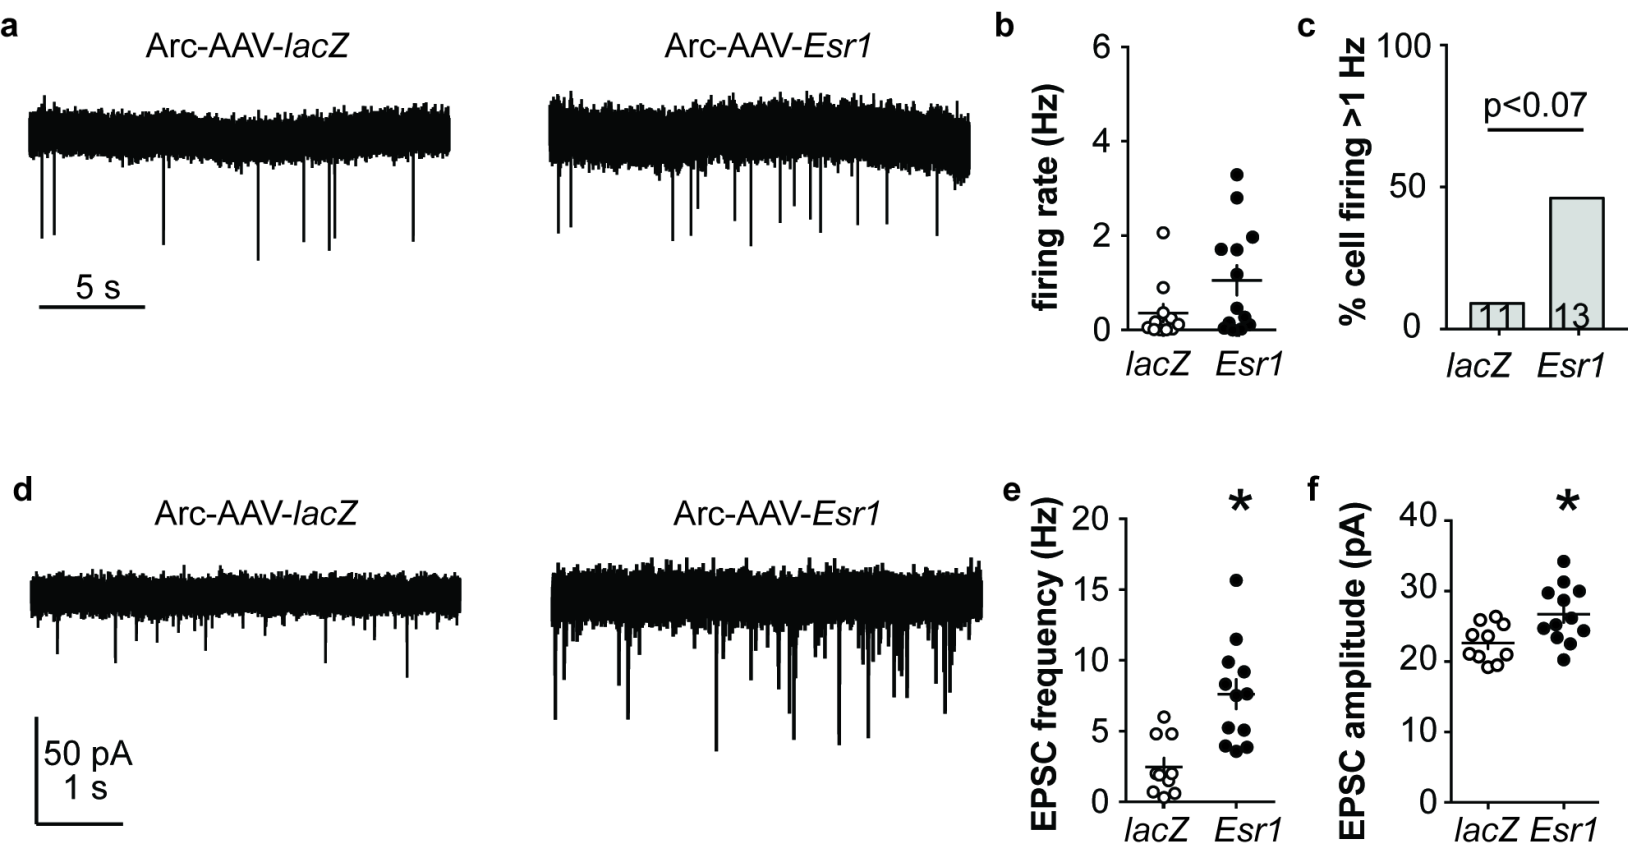 a
Arc-AAV-lacZ
Arc-AAV-Esr1
5 s
b
firing rate (Hz)
6
4
2
0
lacZ Esr1
c
% cell firing >1 Hz
100
50
0
p<0.07
11 13
lacZ Esr1
d
Arc-AAV-lacZ
Arc-AAV-Esr1
50 pA
1 s
e
EPSC frequency (Hz)
20
15
10
5
0
*
lacZ Esr1
f
EPSC amplitude (pA)
40
30
20
10
0
*
lacZ Esr1